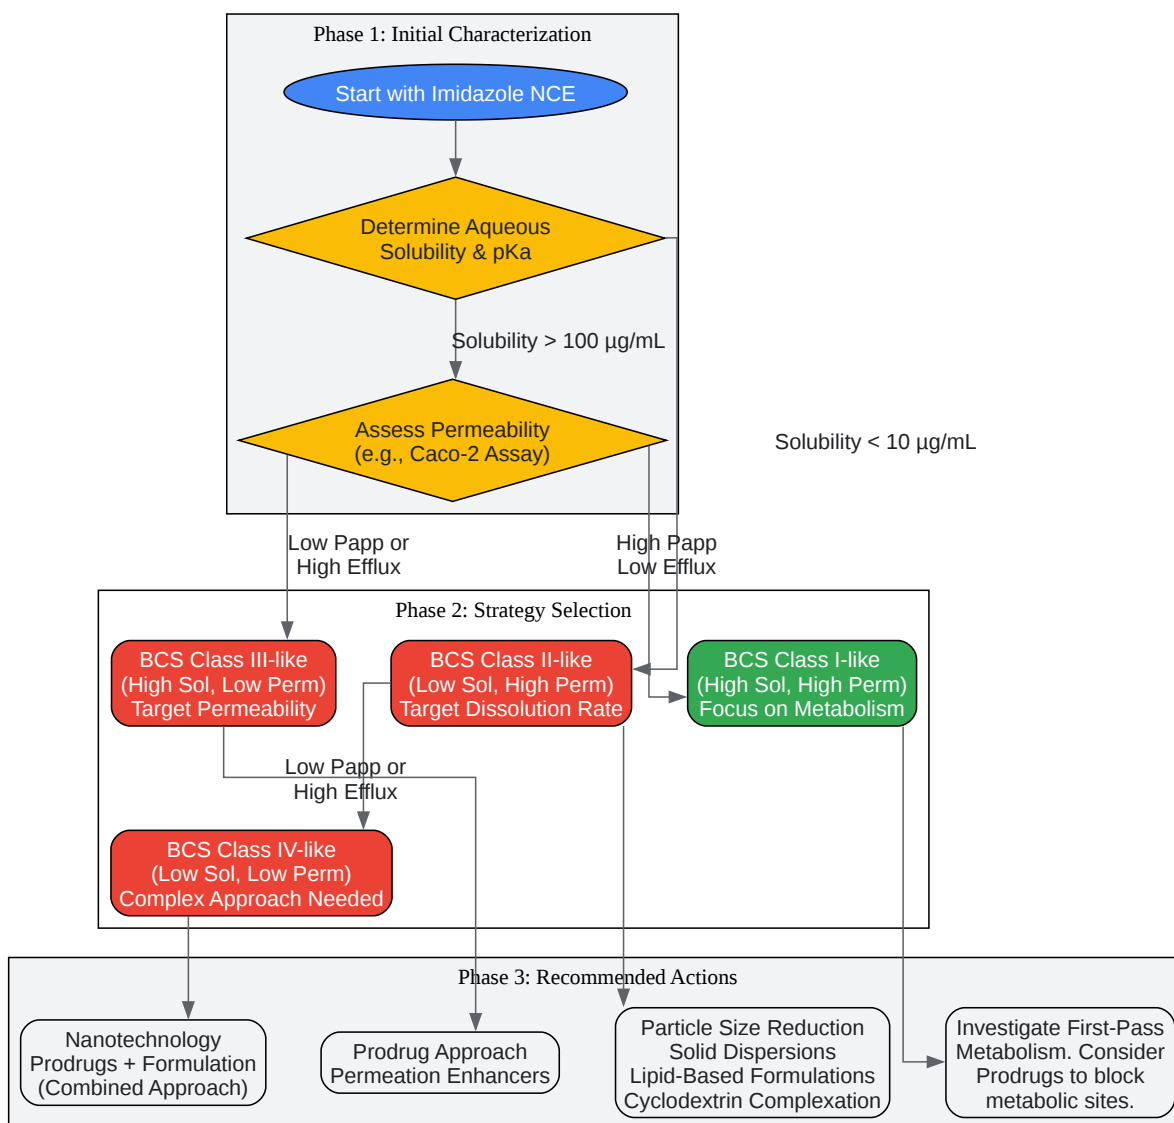 Phase 1: Initial Characterization
Start with Imidazole NCE
Determine Aqueous
Solubility & pKa
Solubility > 100 µg/mL
Assess Permeability
(e.g., Caco-2 Assay)
Solubility < 10 µg/mL
Low Papp or
High Efflux
High Papp
Low Efflux
Phase 2: Strategy Selection
BCS Class III-like
(High Sol, Low Perm)
Target Permeability
BCS Class II-like
(Low Sol, High Perm)
Target Dissolution Rate
BCS Class I-like
(High Sol, High Perm)
Focus on Metabolism
Low Papp or
High Efflux
BCS Class IV-like
(Low Sol, Low Perm)
Complex Approach Needed
Phase 3: Recommended Actions
Nanotechnology
Prodrugs + Formulation
(Combined Approach)
Prodrug Approach
Permeation Enhancers
Particle Size Reduction
Solid Dispersions
Lipid-Based Formulations
Cyclodextrin Complexation
Investigate First-Pass
Metabolism. Consider
Prodrugs to block
metabolic sites.